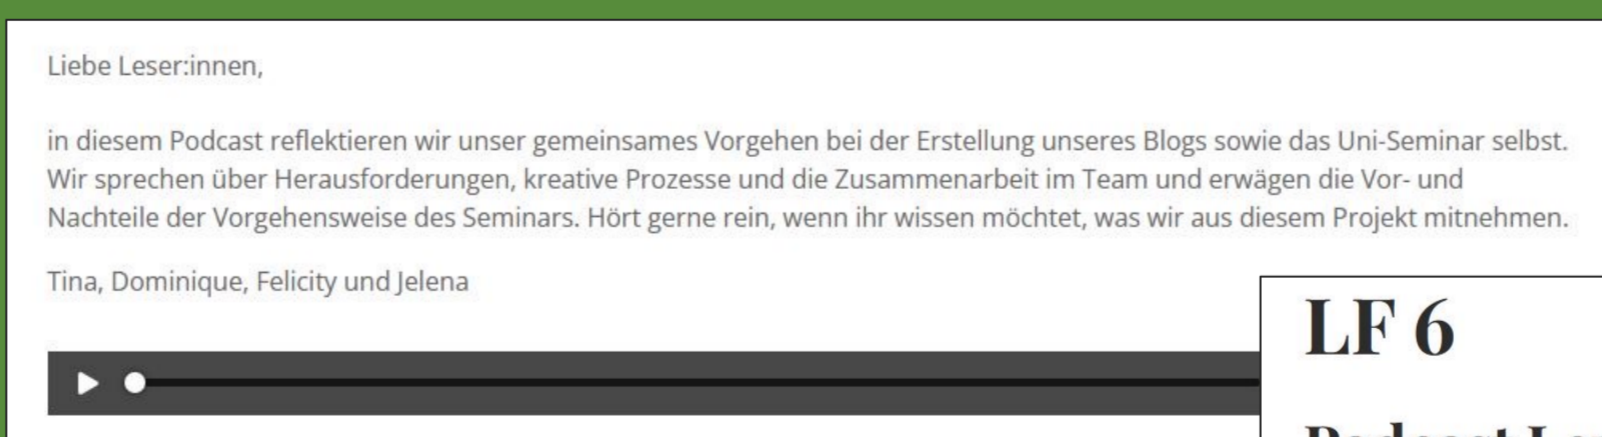 Liebe Leser:innen,
in diesem Podcast reflektieren wir unser gemeinsames Vorgehen bei der Erstellung unseres Blogs sowie das Uni-Seminar selbst.
Wir sprechen über Herausforderungen, kreative Prozesse und die Zusammenarbeit im Team und erwägen die Vor- und
Nachteile der Vorgehensweise des Seminars. Hört gerne rein, wenn ihr wissen möchtet, was wir aus diesem Projekt mitnehmen.
Tina, Dominique, Felicity und Jelena
LF 6